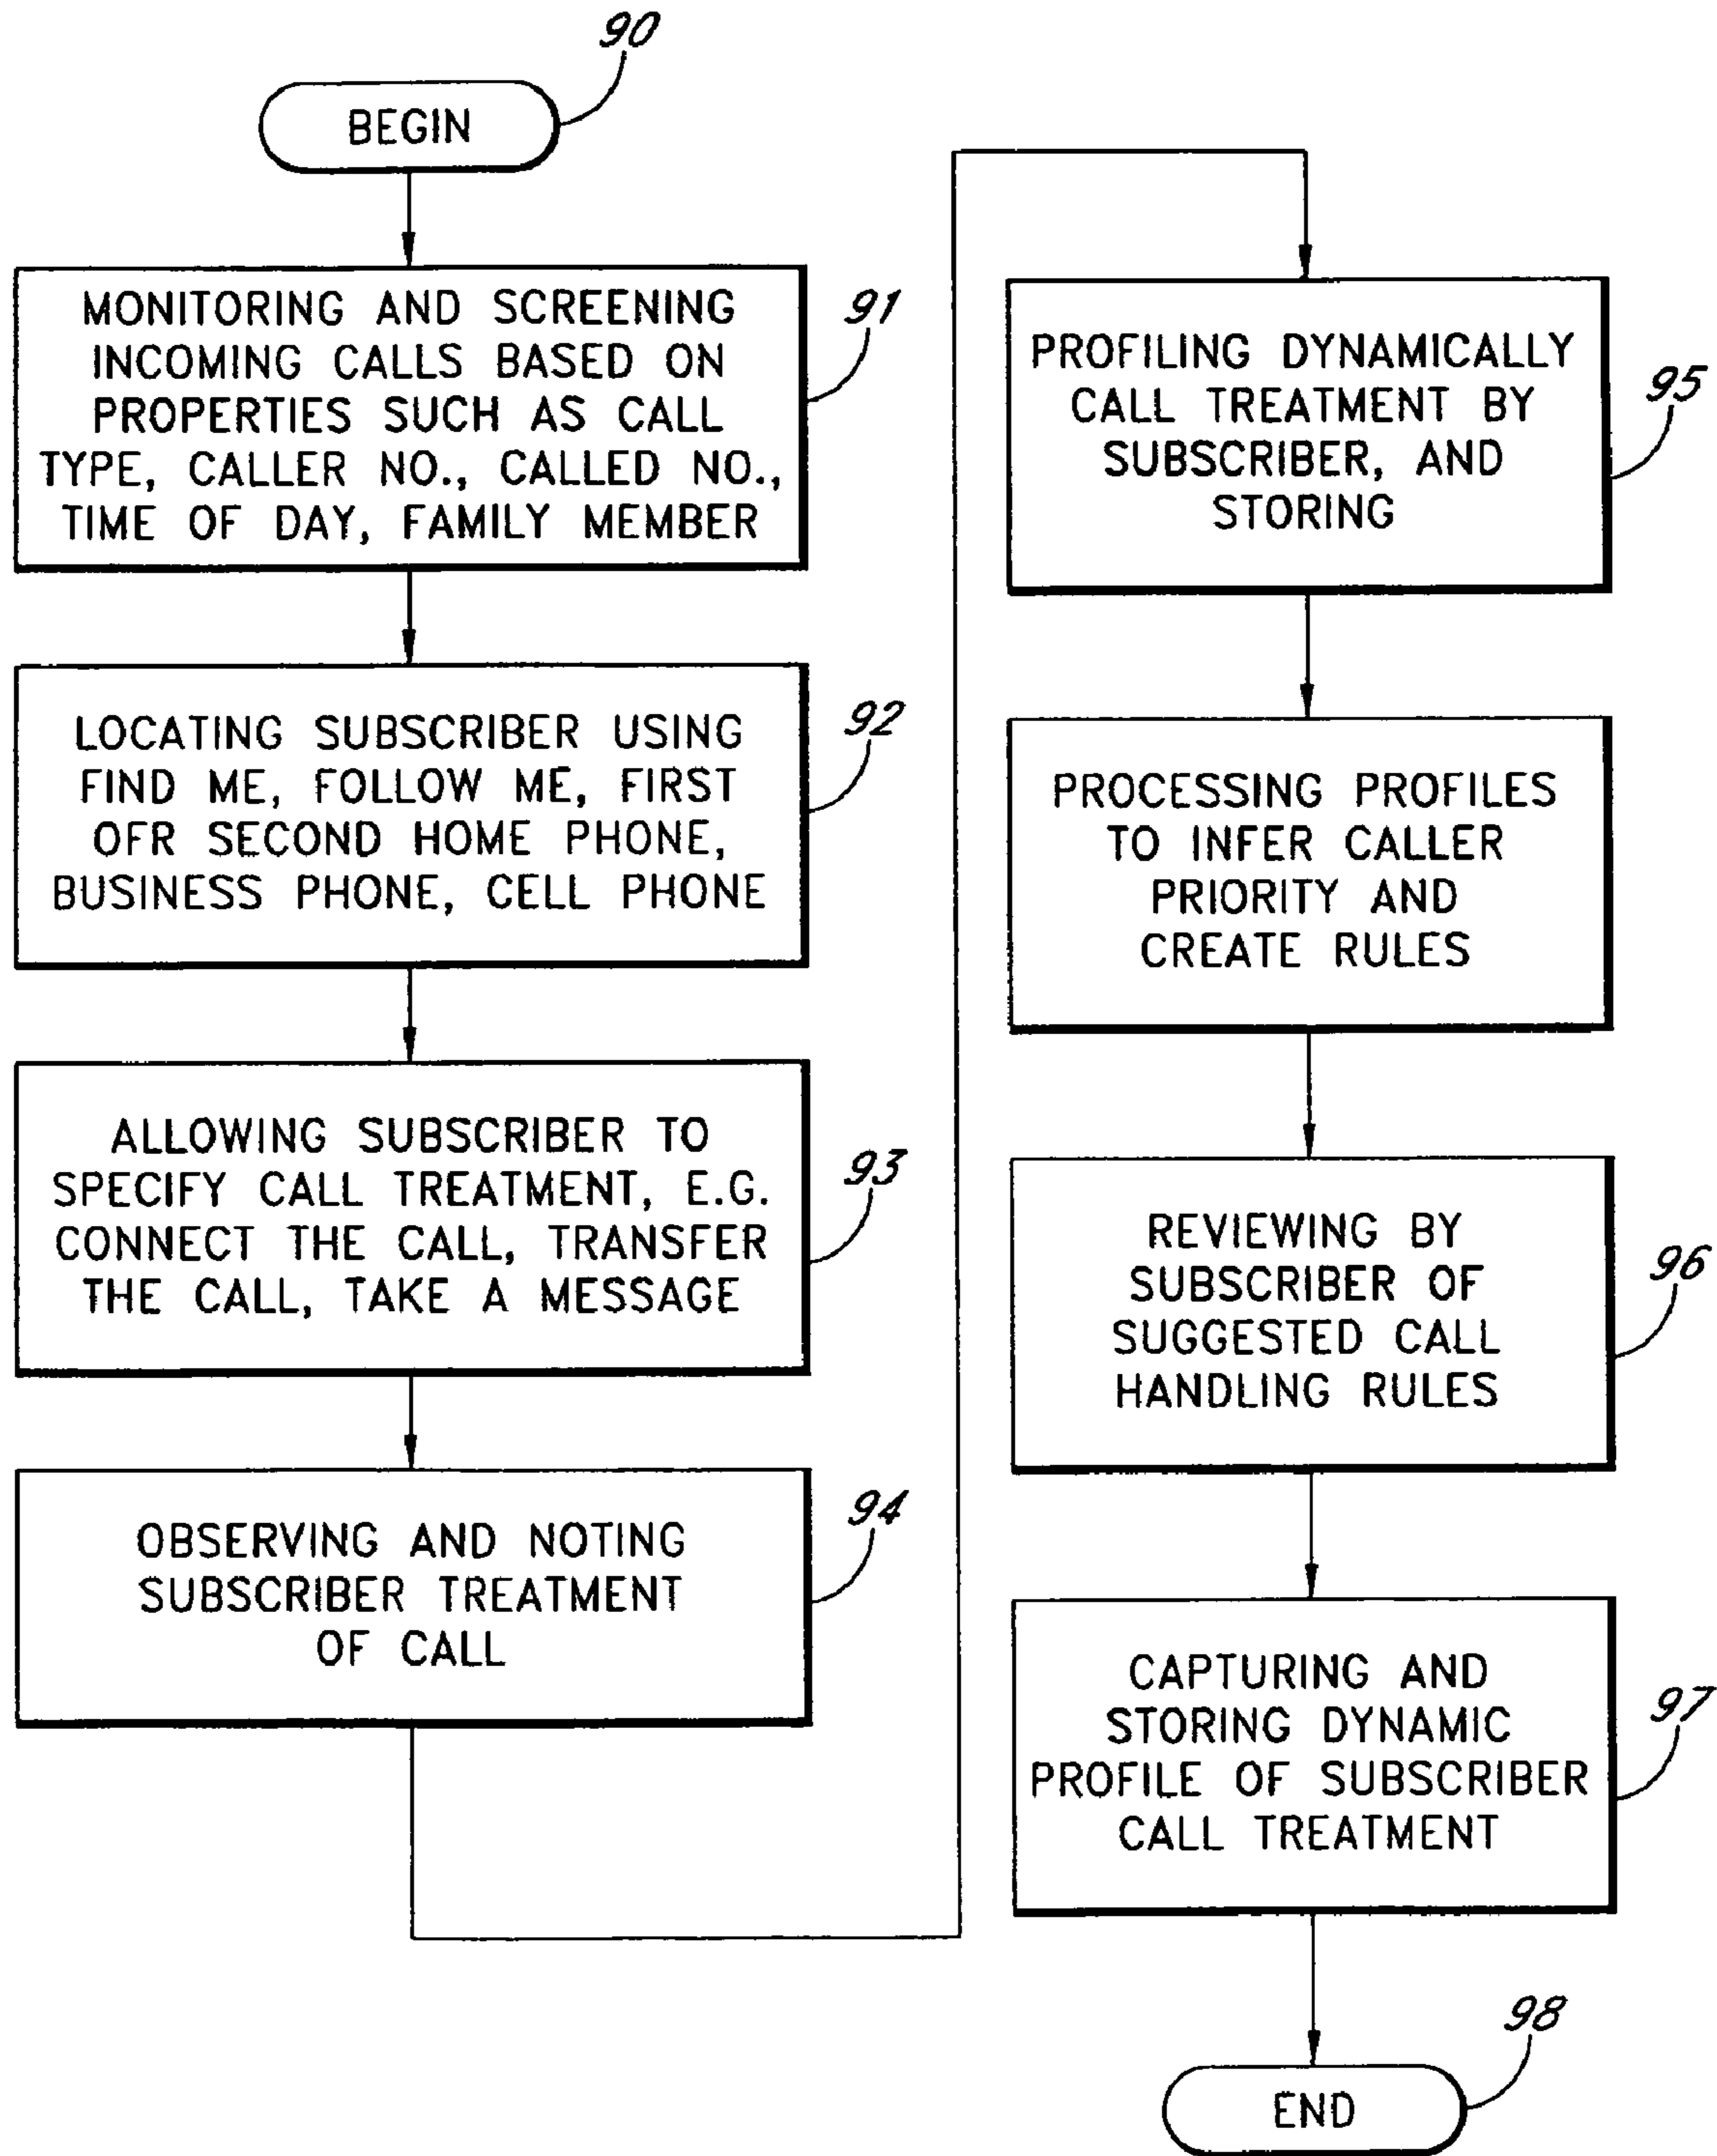 90
BEGIN
MONITORING AND SCREENING
INCOMING CALLS BASED ON
PROPERTIES SUCH AS CALL
TYPE, CALLER NO., CALLED NO.,
TIME OF DAY, FAMILY MEMBER
91
LOCATING SUBSCRIBER USING
FIND ME, FOLLOW ME, FIRST
OFR SECOND HOME PHONE,
BUSINESS PHONE, CELL PHONE
92
ALLOWING SUBSCRIBER TO
SPECIFY CALL TREATMENT, E.G.
CONNECT THE CALL, TRANSFER
THE CALL, TAKE A MESSAGE
93
OBSERVING AND NOTING
SUBSCRIBER TREATMENT
OF CALL
94
PROFILING DYNAMICALLY
CALL TREATMENT BY
SUBSCRIBER, AND
STORING
95
PROCESSING PROFILES
TO INFER CALLER
PRIORITY AND
CREATE RULES
REVIEWING BY
SUBSCRIBER OF
SUGGESTED CALL
HANDLING RULES
96
CAPTURING AND
STORING DYNAMIC
PROFILE OF SUBSCRIBER
CALL TREATMENT
97
98
END